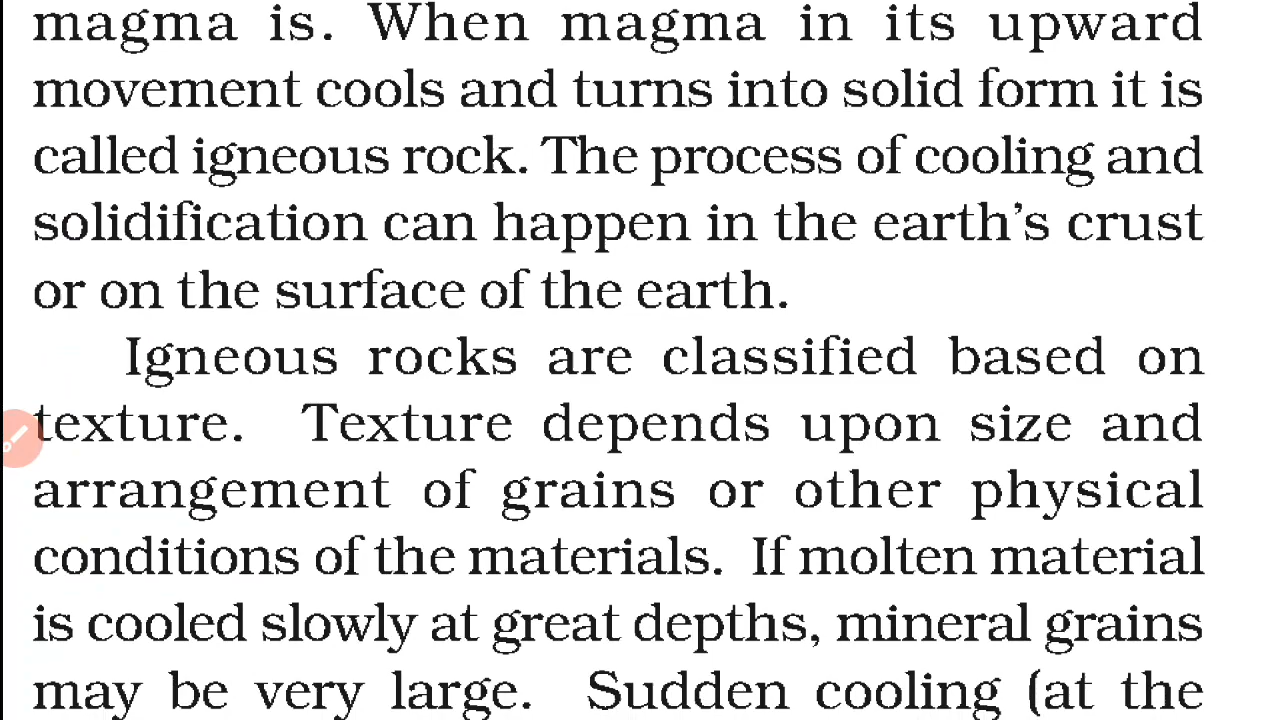 magma is. When magma in its upward
movement cools and turns into solid form it is
called igneous rock. The process of cooling and
solidification can happen in the earth’s crust
or on the surface of the earth.
Igneous rocks are classified based on
texture. Texture depends upon size and
arrangement of grains or other physical
conditions of the materials. If molten material
is cooled slowly at great depths, mineral grains
may be very large. Sudden cooling (at the